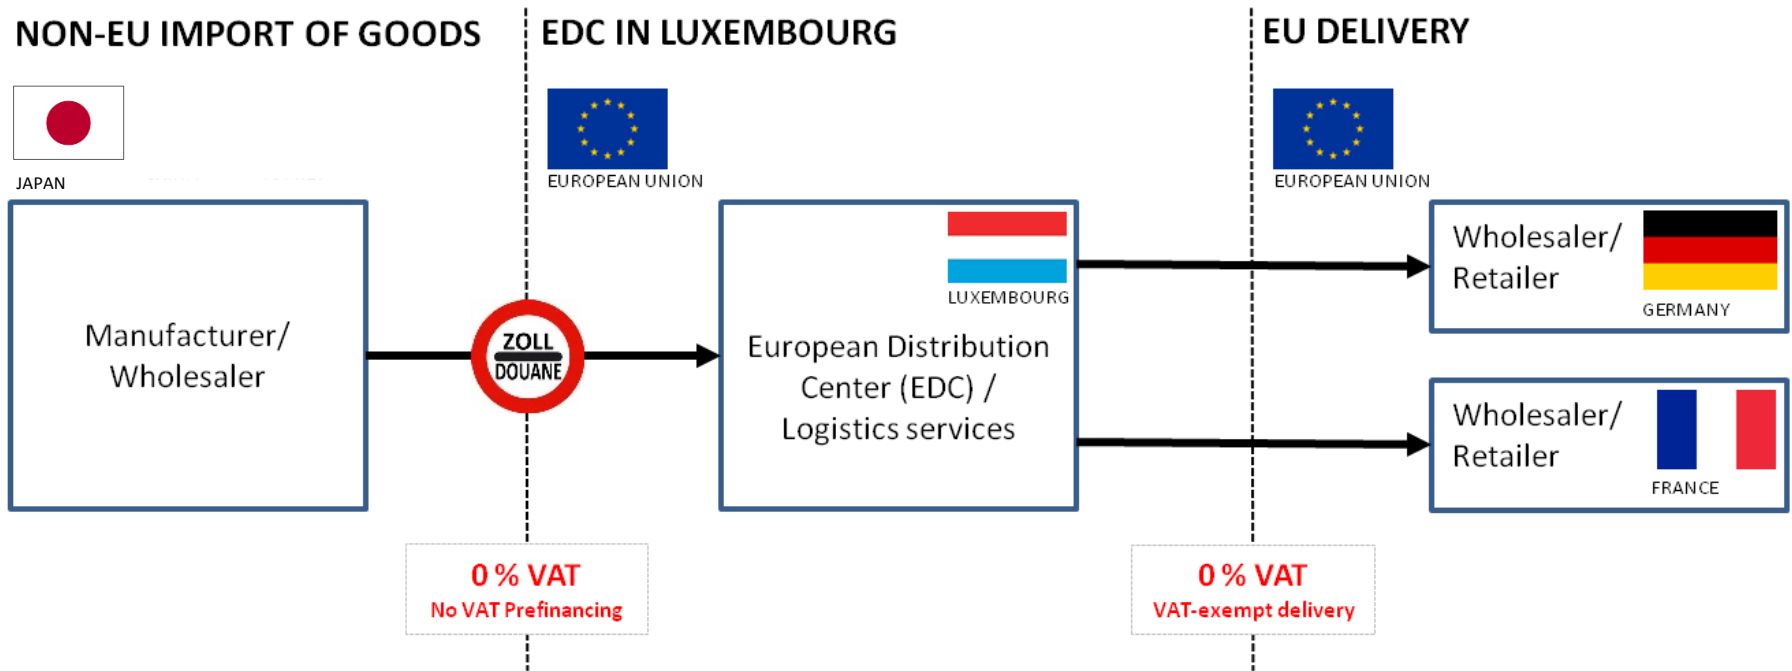 NON-EU IMPORT OF GOODS
EDC IN LUXEMBOURG
EU DELIVERY
JAPAN
EUROPEAN UNION
EUROPEAN UNION
Manufacturer/
Wholesaler
ZOLL
DOUANE
LUXEMBOURG
European Distribution
Center (EDC) /
Logistics services
Wholesaler/
Retailer
GERMANY
Wholesaler/
Retailer
FRANCE
0 % VAT
No VAT Prefinancing
0 % VAT
VAT-exempt delivery